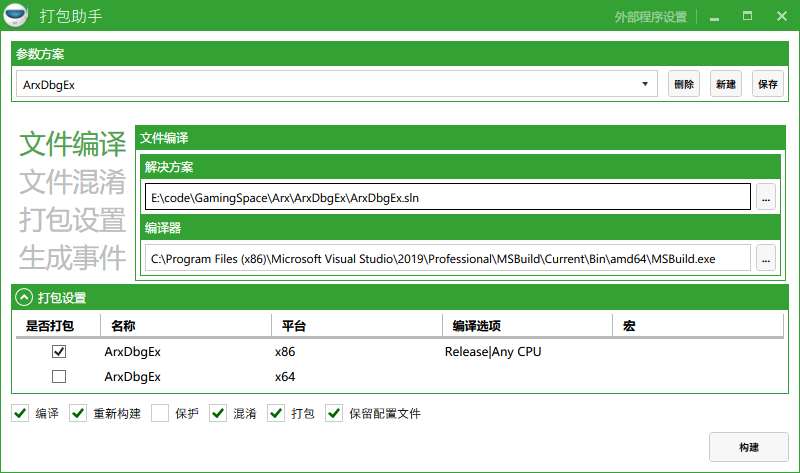 打包助手 外部程序设置
参数方案
ArxDbgEx 删除 新建 保存
文件编译
文件混淆
打包设置
生成事件
文件编译
解决方案
E:\code\GamingSpace\Arx\ArxDbgEx\ArxDbgEx.sln ...
编译器
C:\Program Files (x86)\Microsoft Visual Studio\2019\Professional\MSBuild\Current\Bin\amd64\MSBuild.exe ...
打包设置
是否打包 名称 平台 编译选项 宏
ArxDbgEx x86 Release|Any CPU
ArxDbgEx x64
编译 重新构建 保护 混淆 打包 保留配置文件
构建